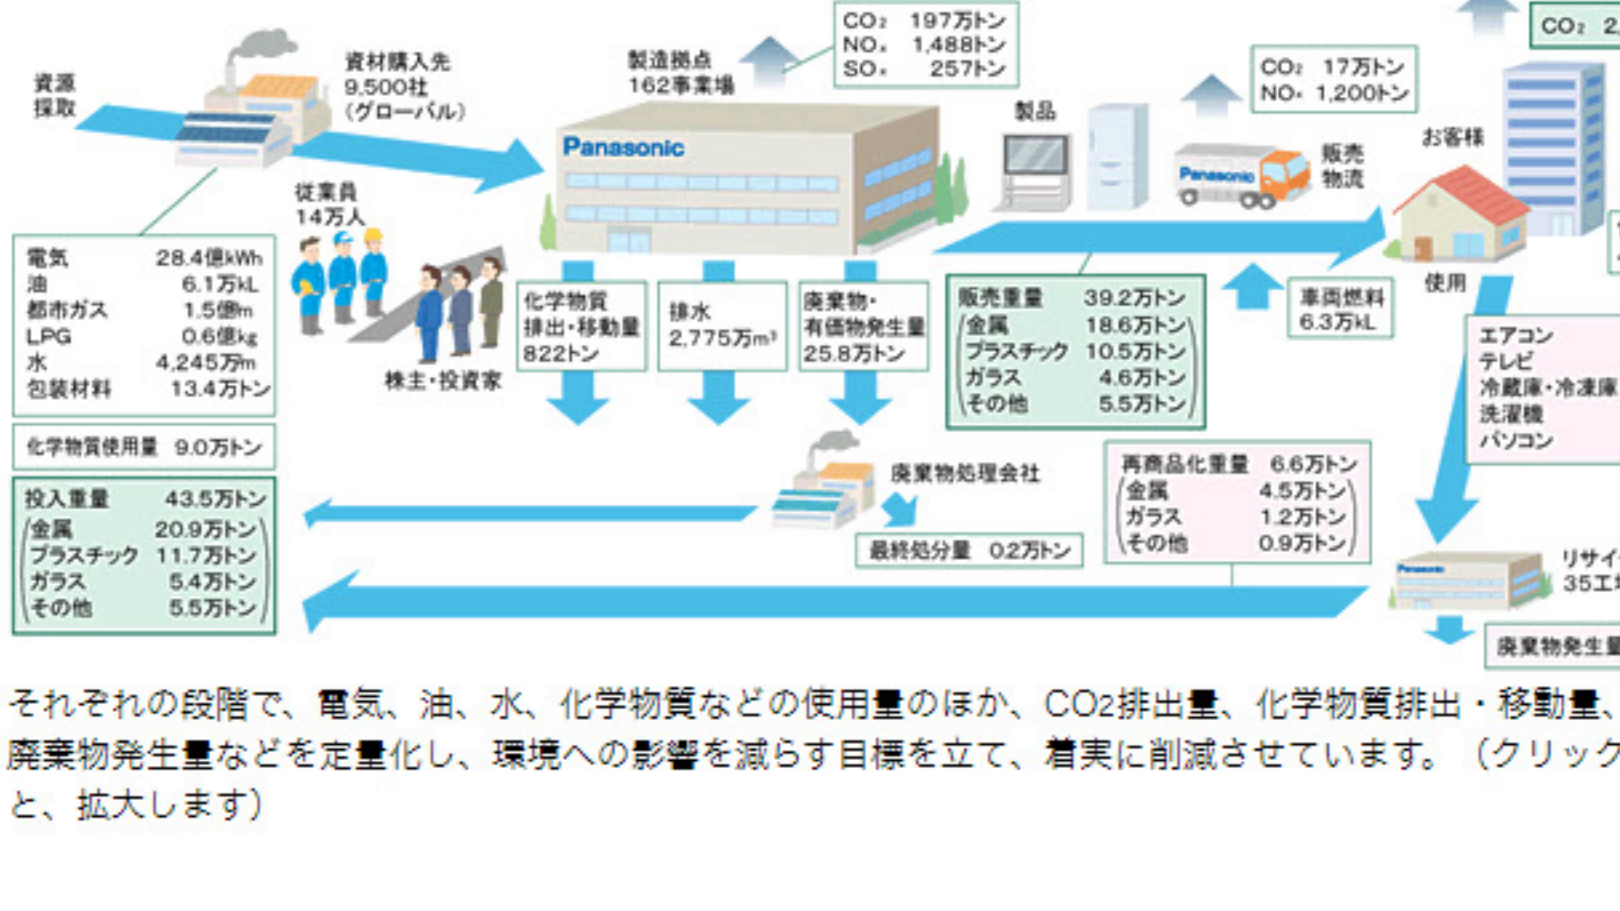 資源
採取
資材購入先
9,500社
(グローバル)
製造拠点
162事業場
CO₂ 197万トン
NOₓ 1,488トン
SOₓ 257トン
Panasonic
製品
CO₂ 17万トン
NOₓ 1,200トン
Panasonic
販売
物流
お客様
CO₂ 2,
使用
従業員
14万人
株主・投資家
電気 28.4億kWh
油 6.1万kL
都市ガス 1.5億m
LPG 0.6億kg
水 4,245万m
包装材料 13.4万トン
化学物質使用量 9.0万トン
投入重量 43.5万トン
(金属 20.9万トン
プラスチック 11.7万トン
ガラス 5.4万トン
その他 5.5万トン)
化学物質
排出・移動量
822トン
排水
2,775万m³
廃棄物・
有価物発生量
25.8万トン
販売重量 39.2万トン
(金属 18.6万トン
プラスチック 10.5万トン
ガラス 4.6万トン
その他 5.5万トン)
車両燃料
6.3万kL
エアコン
テレビ
冷蔵庫・冷凍庫
洗濯機
パソコン
廃棄物処理会社
最終処分量 0.2万トン
再商品化重量 6.6万トン
(金属 4.5万トン
ガラス 1.2万トン
その他 0.9万トン)
Panasonic
リサイ
35工場
廃棄物発生量
それぞれの段階で、電気、油、水、化学物質などの使用量のほか、CO2排出量、化学物質排出・移動量、
廃棄物発生量などを定量化し、環境への影響を減らす目標を立て、着実に削減させています。（クリック
と、拡大します）